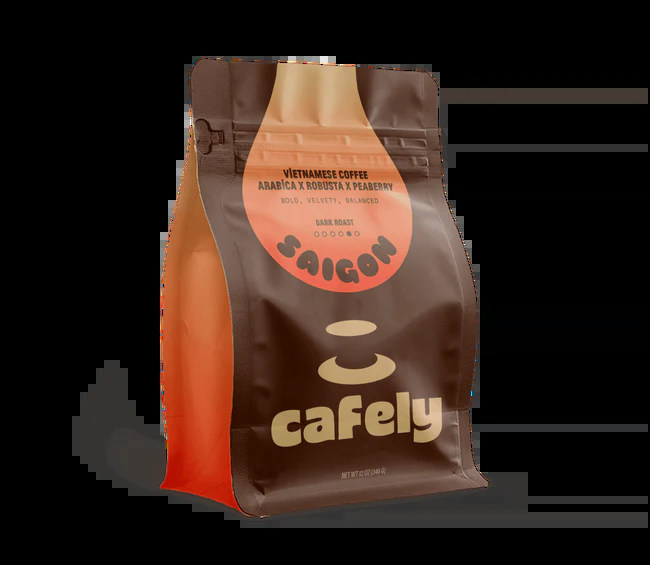 VIETNAMESE COFFEE
ARABICA X ROBUSTA X PEABERRY
BOLD, VELVETY, BALANCED
DARK ROAST
SAIGON
cafely
NET WT 12 OZ (340 G)